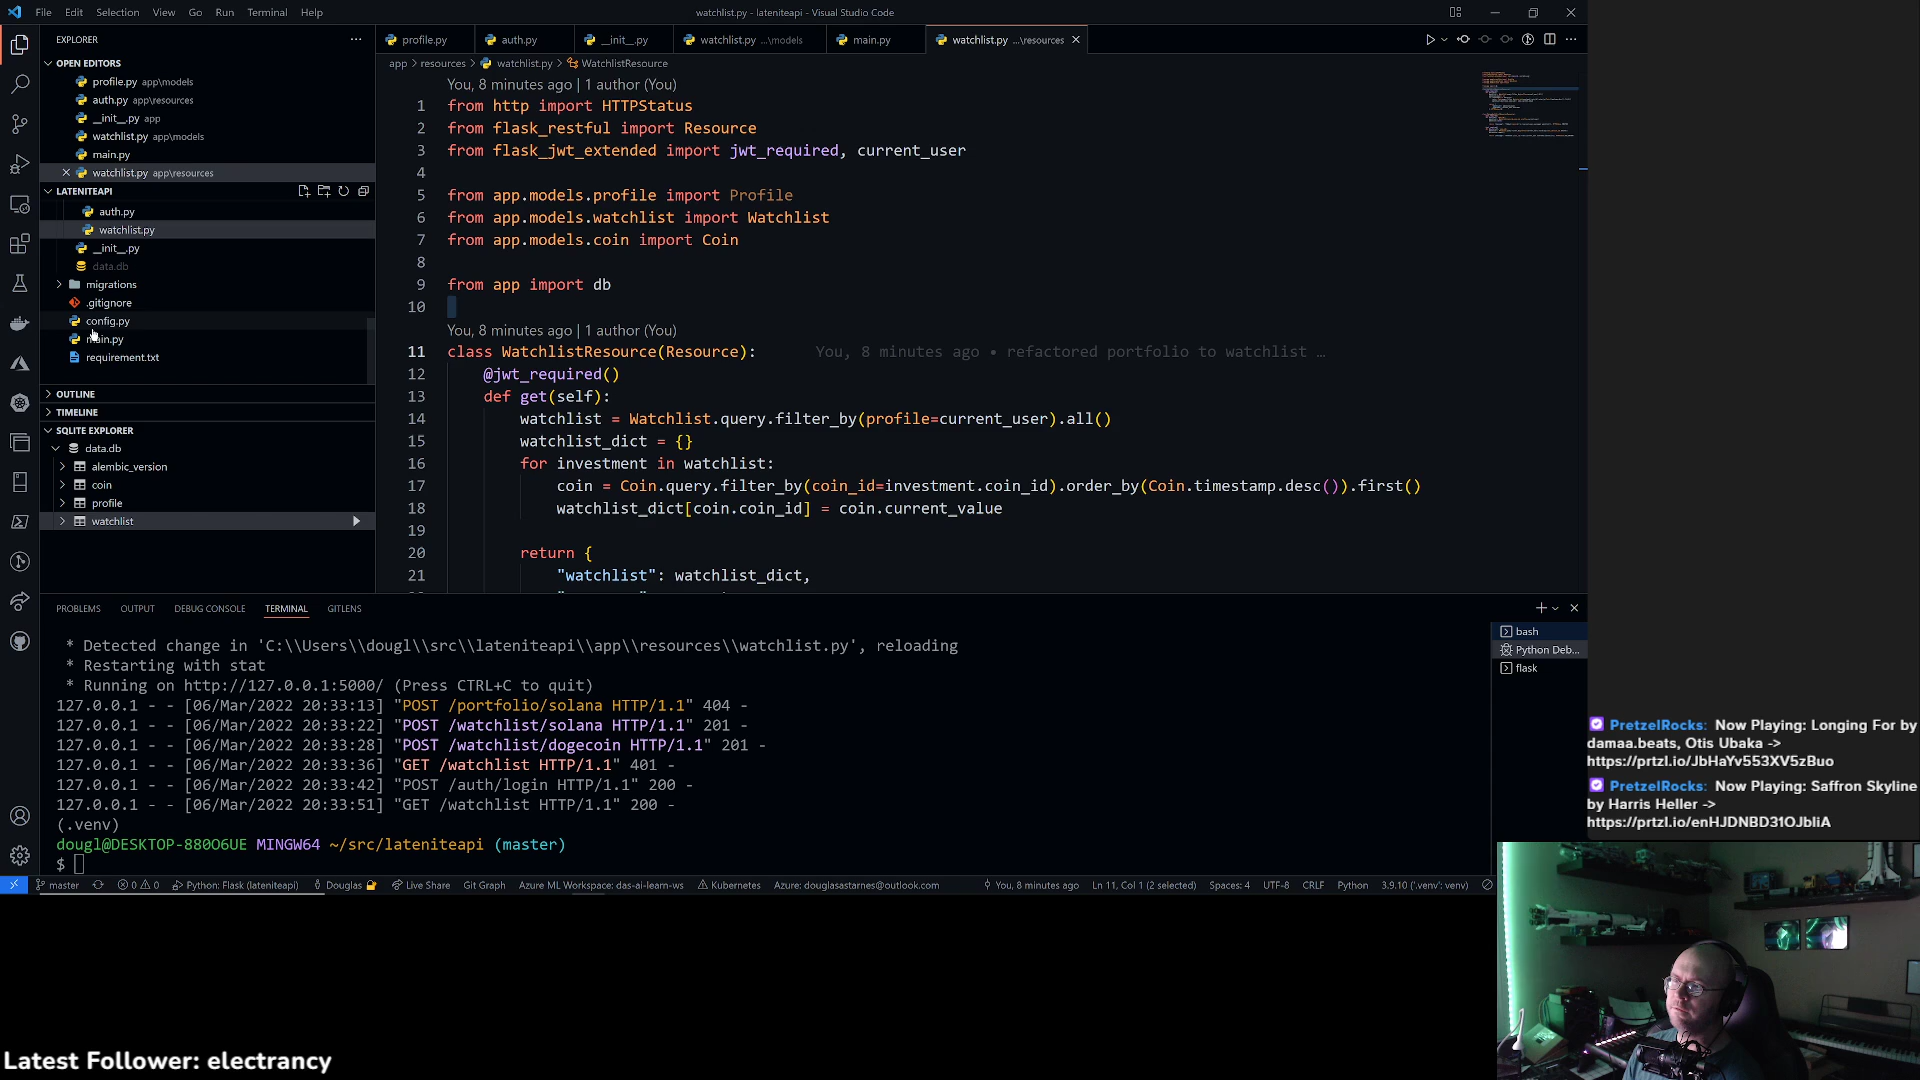 File Edit Selection View Go Run Terminal Help
watchlist.py - lateniteapi - Visual Studio Code
EXPLORER
OPEN EDITORS
profile.py app\models
auth.py app\resources
__init__.py app
watchlist.py app\models
main.py
watchlist.py app\resources
LATENITEAPI
auth.py
watchlist.py
__init__.py
data.db
migrations
.gitignore
config.py
main.py
requirement.txt
OUTLINE
TIMELINE
SQLITE EXPLORER
data.db
alembic_version
coin
profile
watchlist
profile.py auth.py __init__.py watchlist.py ...\models main.py watchlist.py ...\resources
app > resources > watchlist.py > WatchlistResource
You, 8 minutes ago | 1 author (You)
1 from http import HTTPStatus
2 from flask_restful import Resource
3 from flask_jwt_extended import jwt_required, current_user
4
5 from app.models.profile import Profile
6 from app.models.watchlist import Watchlist
7 from app.models.coin import Coin
8
9 from app import db
10
You, 8 minutes ago | 1 author (You)
11 class WatchlistResource(Resource): You, 8 minutes ago • refactored portfolio to watchlist …
12 @jwt_required()
13 def get(self):
14 watchlist = Watchlist.query.filter_by(profile=current_user).all()
15 watchlist_dict = {}
16 for investment in watchlist:
17 coin = Coin.query.filter_by(coin_id=investment.coin_id).order_by(Coin.timestamp.desc()).first()
18 watchlist_dict[coin.coin_id] = coin.current_value
19
20 return {
21 "watchlist": watchlist_dict,
PROBLEMS OUTPUT DEBUG CONSOLE TERMINAL GITLENS
* Detected change in 'C:\\Users\\dougl\\src\\lateniteapi\\app\\resources\\watchlist.py', reloading
* Restarting with stat
* Running on http://127.0.0.1:5000/ (Press CTRL+C to quit)
127.0.0.1 - - [06/Mar/2022 20:33:13] "POST /portfolio/solana HTTP/1.1" 404 -
127.0.0.1 - - [06/Mar/2022 20:33:22] "POST /watchlist/solana HTTP/1.1" 201 -
127.0.0.1 - - [06/Mar/2022 20:33:28] "POST /watchlist/dogecoin HTTP/1.1" 201 -
127.0.0.1 - - [06/Mar/2022 20:33:36] "GET /watchlist HTTP/1.1" 401 -
127.0.0.1 - - [06/Mar/2022 20:33:42] "POST /auth/login HTTP/1.1" 200 -
127.0.0.1 - - [06/Mar/2022 20:33:51] "GET /watchlist HTTP/1.1" 200 -
(.venv)
dougl@DESKTOP-880O6UE MINGW64 ~/src/lateniteapi (master)
$
bash
Python Deb...
flask
master 0 0 Python: Flask (lateniteapi) Douglas Live Share Git Graph Azure ML Workspace: das-ai-learn-ws Kubernetes Azure: douglasastarnes@outlook.com You, 8 minutes ago Ln 11, Col 1 (2 selected) Spaces: 4 UTF-8 CRLF Python 3.9.10 ('.venv': venv)
PretzelRocks: Now Playing: Longing For by
damaa.beats, Otis Ubaka ->
https://prtzl.io/JbHaYv553XV5zBuo
PretzelRocks: Now Playing: Saffron Skyline
by Harris Heller ->
https://prtzl.io/enHJDNBD31OJbliA
Latest Follower: electrancy